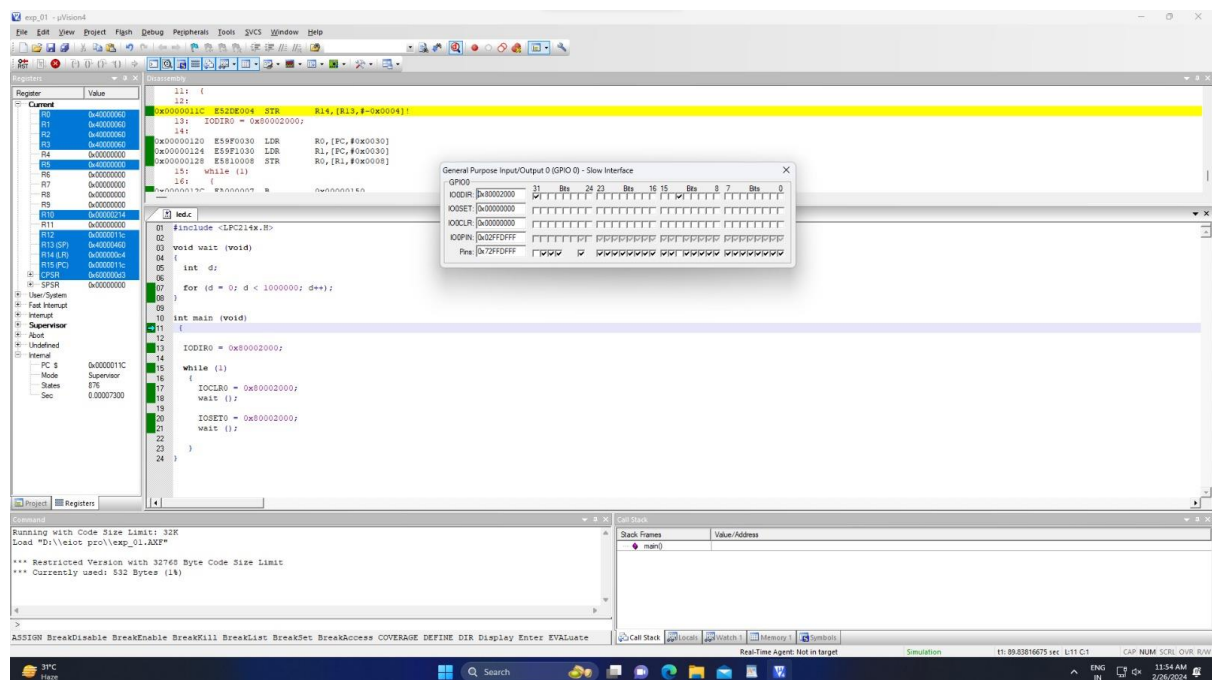 exp_01 - µVision4
File Edit View Project Flash Debug Peripherals Tools SVCS Window Help
Registers
Register Value
Current
R0 0x40000060
R1 0x40000060
R2 0x40000060
R3 0x40000060
R4 0x00000000
R5 0x40000000
R6 0x00000000
R7 0x00000000
R8 0x00000000
R9 0x00000000
R10 0x00000214
R11 0x00000000
R12 0x0000011c
R13 (SP) 0x40000460
R14 (LR) 0x000000c4
R15 (PC) 0x0000011c
CPSR 0x600000d3
SPSR 0x00000000
User/System
Fast Interrupt
Interrupt
Supervisor
Abort
Undefined
Internal
PC $ 0x0000011C
Mode Supervisor
States 876
Sec 0.00007300
Project Registers
Disassembly
11: {
12:
0x0000011C E52DE004 STR R14,[R13,#-0x0004]!
13: IODIR0 = 0x80002000;
14:
0x00000120 E59F0030 LDR R0,[PC,#0x0030]
0x00000124 E59F1030 LDR R1,[PC,#0x0030]
0x00000128 E5810008 STR R0,[R1,#0x0008]
15: while (1)
16: {
0x0000012C EA000007 B 0x00000150
led.c
01 #include <LPC214x.H>
02
03 void wait (void)
04 {
05 int d;
06
07 for (d = 0; d < 1000000; d++);
08 }
09
10 int main (void)
11 {
12
13 IODIR0 = 0x80002000;
14
15 while (1)
16 {
17 IOCLR0 = 0x80002000;
18 wait ();
19
20 IOSET0 = 0x80002000;
21 wait ();
22
23 }
24 }
General Purpose Input/Output 0 (GPIO 0) - Slow Interface
GPIO0
31 Bits 24 23 Bits 16 15 Bits 8 7 Bits 0
IO0DIR: 0x80002000
IO0SET: 0x00000000
IO0CLR: 0x00000000
IO0PIN: 0x02FFDFFF
Pins: 0x72FFDFFF
Command
Running with Code Size Limit: 32K
Load "D:\\eiot pro\\exp_01.AXF"
*** Restricted Version with 32768 Byte Code Size Limit
*** Currently used: 532 Bytes (1%)
>
ASSIGN BreakDisable BreakEnable BreakKill BreakList BreakSet BreakAccess COVERAGE DEFINE DIR Display Enter EVALuate
Call Stack
Stack Frames Value/Address
main()
Call Stack Locals Watch 1 Memory 1 Symbols
Real-Time Agent: Not in target Simulation t1: 89.83816675 sec L:11 C:1 CAP NUM SCRL OVR R/W
31°C
Haze
Search
ENG
IN
11:54 AM
2/26/2024